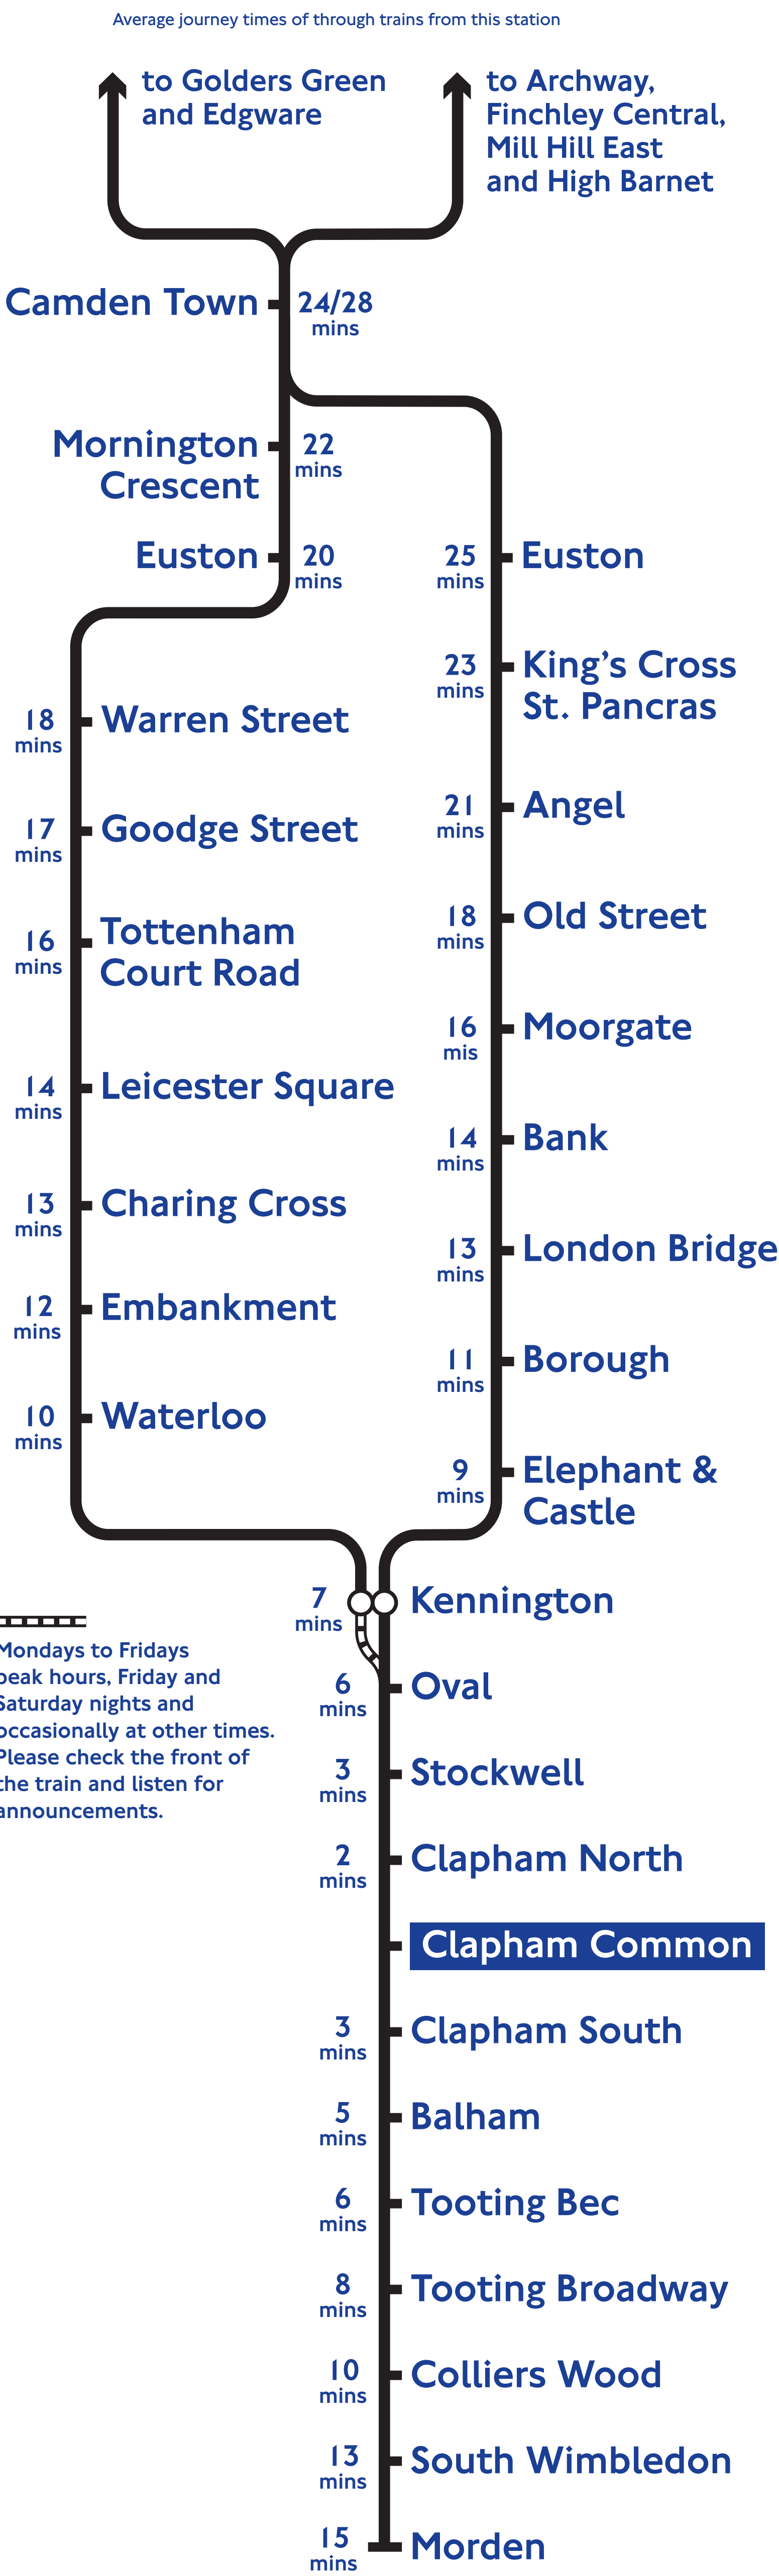 Average journey times of through trains from this station
to Golders Green
and Edgware
to Archway,
Finchley Central,
Mill Hill East
and High Barnet
Camden Town
24/28
mins
Mornington
Crescent
22
mins
Euston
20
mins
18
mins
Warren Street
17
mins
Goodge Street
16
mins
Tottenham
Court Road
14
mins
Leicester Square
13
mins
Charing Cross
12
mins
Embankment
10
mins
Waterloo
25
mins
Euston
23
mins
King's Cross
St. Pancras
21
mins
Angel
18
mins
Old Street
16
mis
Moorgate
14
mins
Bank
13
mins
London Bridge
11
mins
Borough
9
mins
Elephant &
Castle
7
mins
Kennington
Mondays to Fridays
peak hours, Friday and
Saturday nights and
occasionally at other times.
Please check the front of
the train and listen for
announcements.
6
mins
Oval
3
mins
Stockwell
2
mins
Clapham North
Clapham Common
3
mins
Clapham South
5
mins
Balham
6
mins
Tooting Bec
8
mins
Tooting Broadway
10
mins
Colliers Wood
13
mins
South Wimbledon
15
mins
Morden